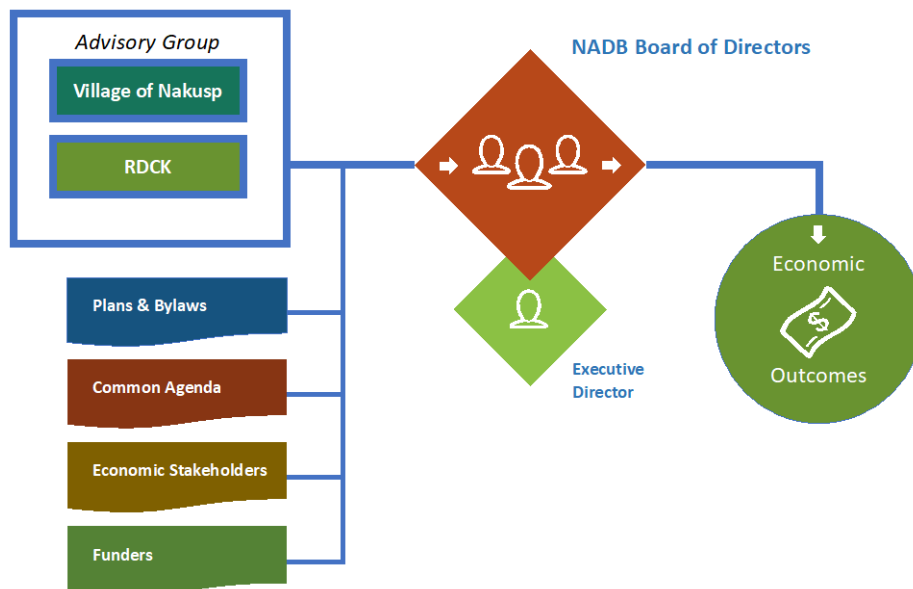 Advisory Group
Village of Nakusp
RDCK
NADB Board of Directors
Plans & Bylaws
Common Agenda
Economic Stakeholders
Funders
Executive
Director
Economic
$
Outcomes